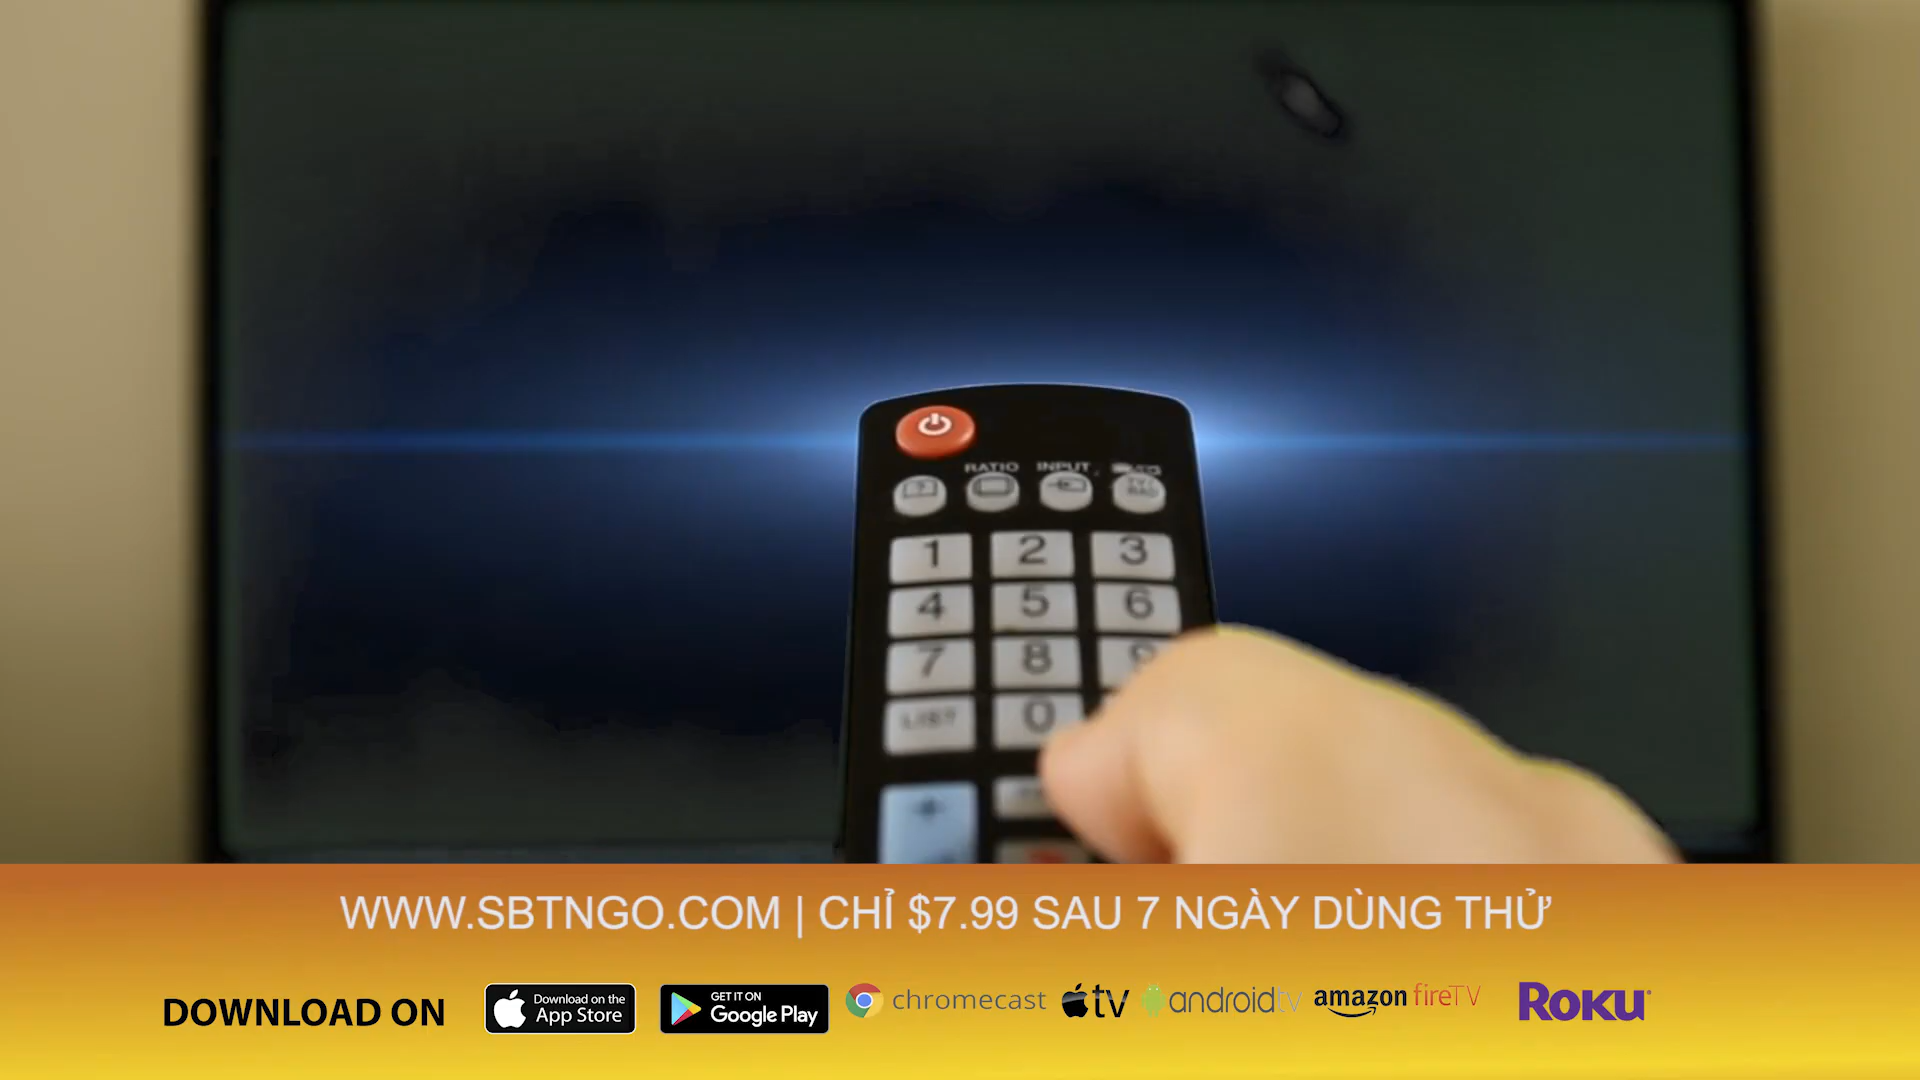 RATIO INPUT
1 2 3
4 5 6
7 8 9
LIST 0
+
WWW.SBTNGO.COM | CHỈ $7.99 SAU 7 NGÀY DÙNG THỬ
DOWNLOAD ON
Download on the
App Store
GET IT ON
Google Play
chromecast
tv
androidtv
amazon fireTV
ROKU